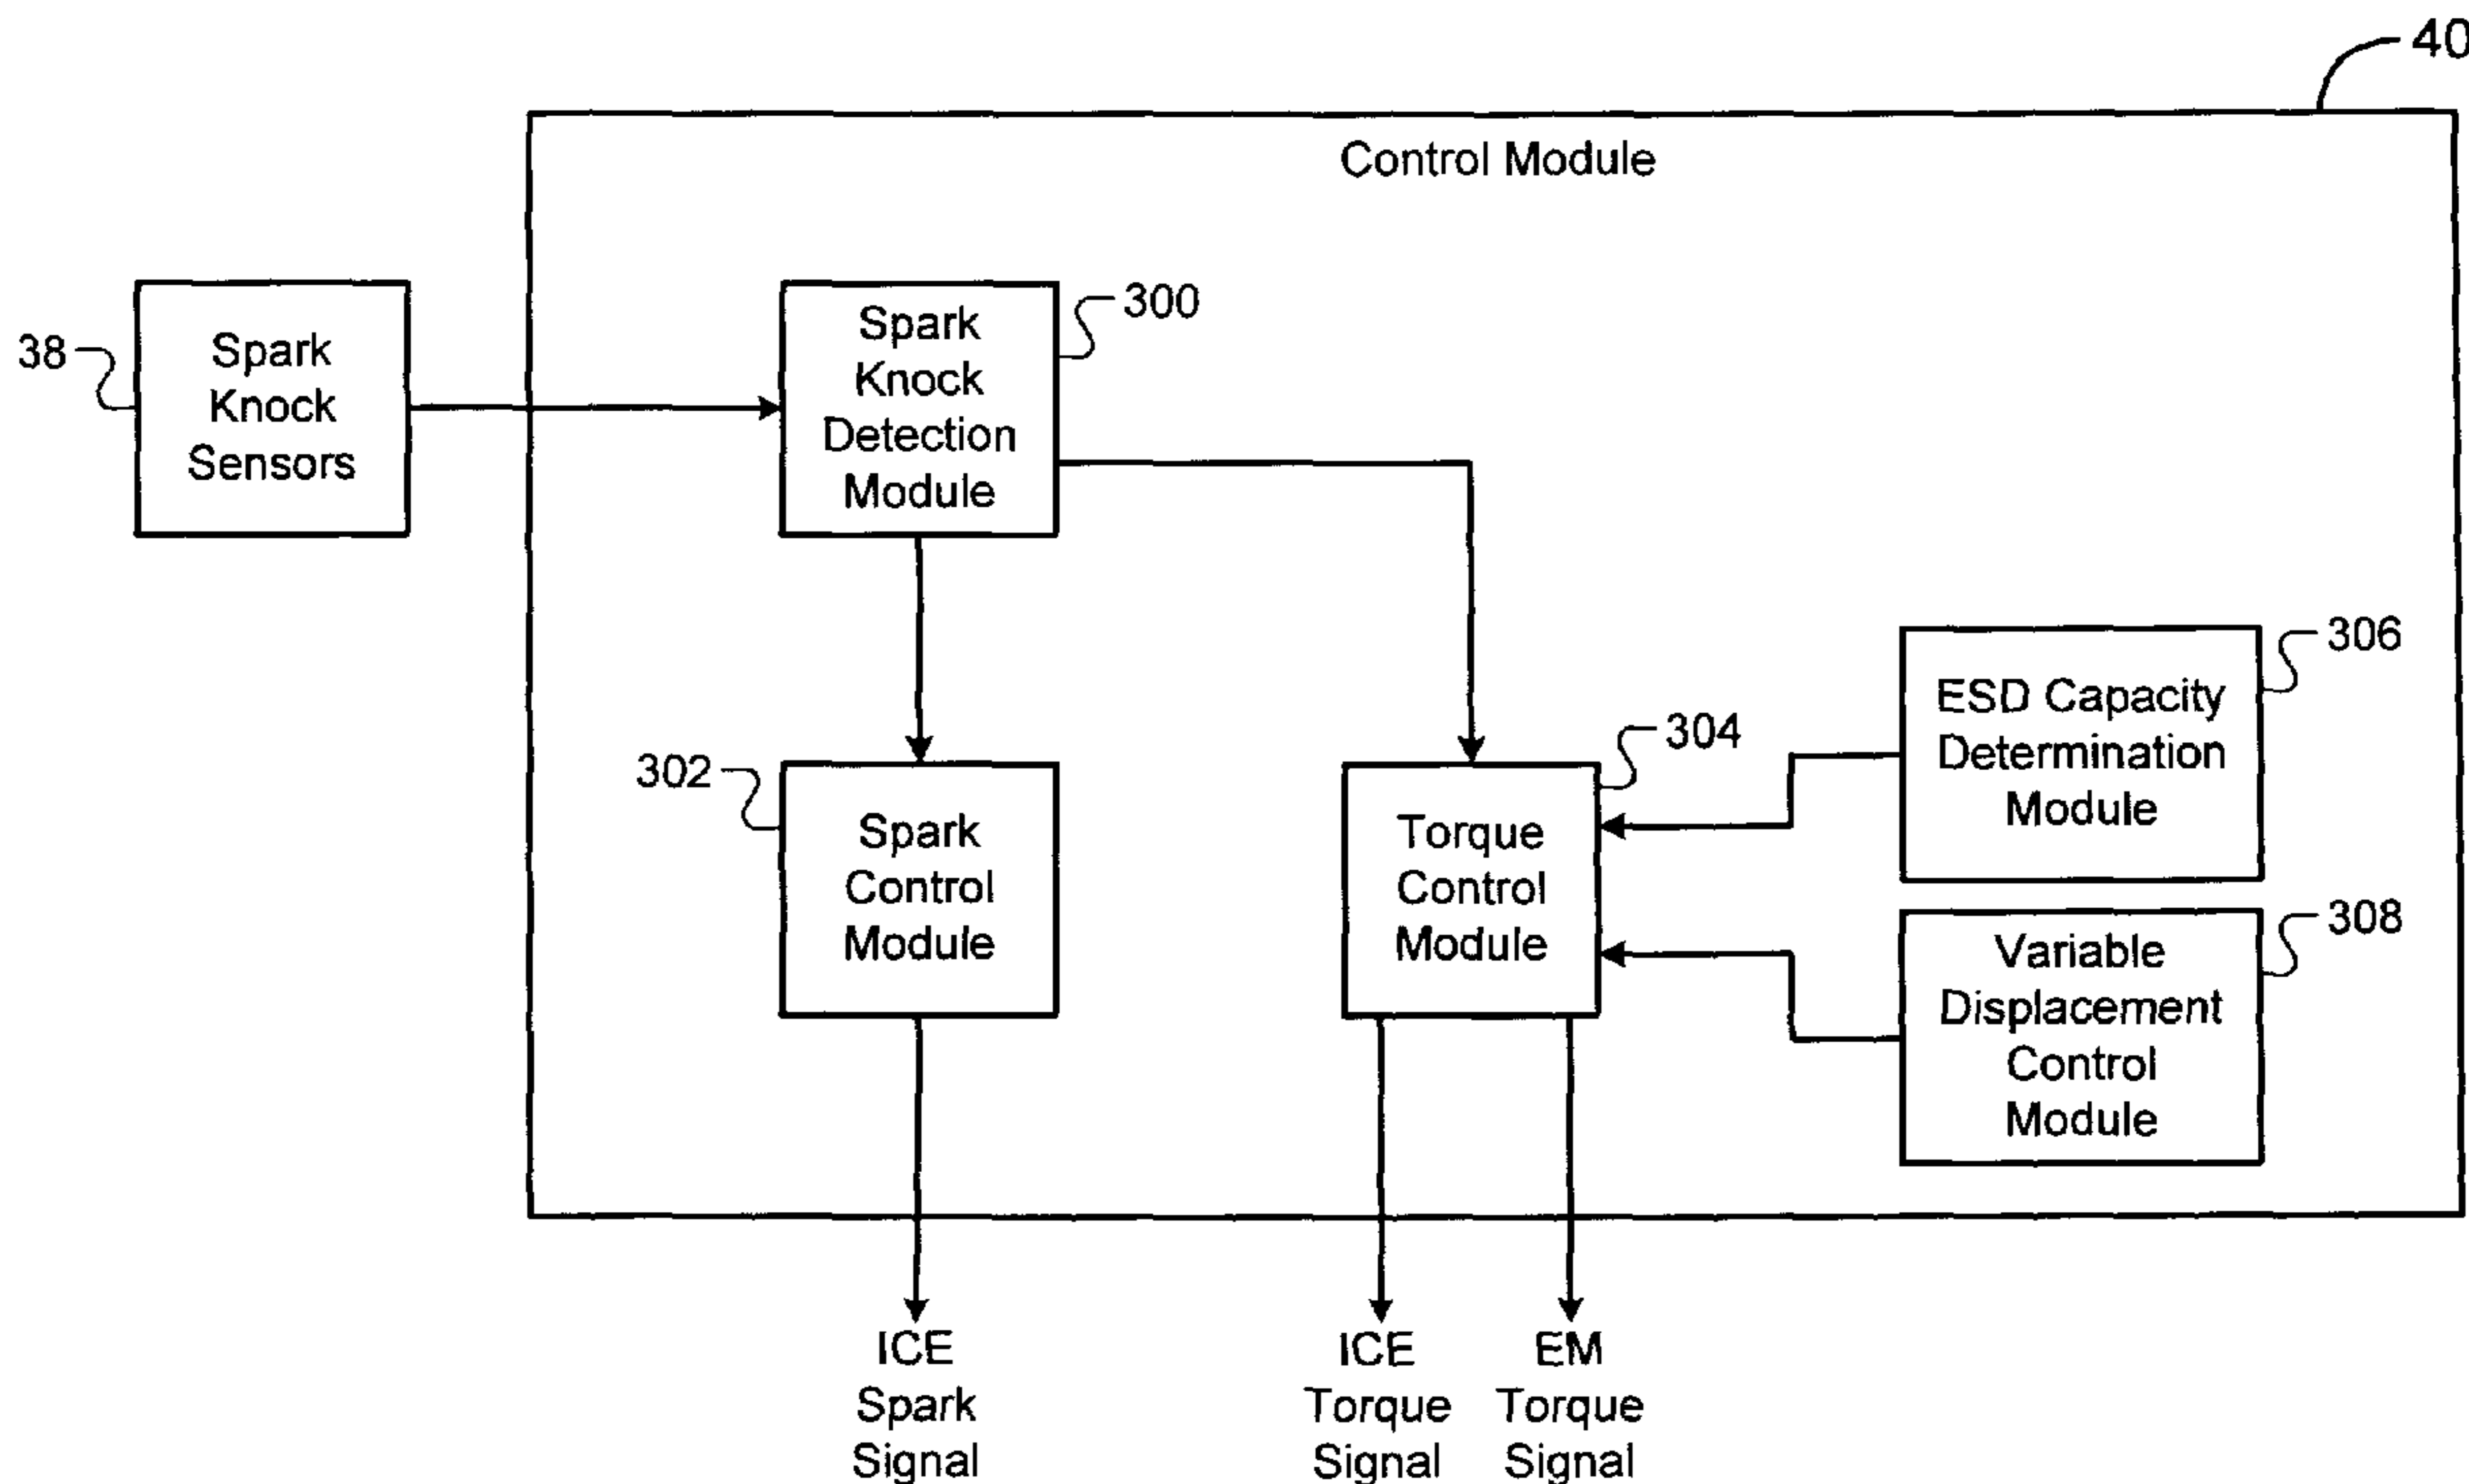 40
Control Module
38
Spark
Knock
Sensors
Spark
Knock
Detection
Module
300
302
Spark
Control
Module
304
Torque
Control
Module
306
ESD Capacity
Determination
Module
308
Variable
Displacement
Control
Module
ICE
Spark
Signal
ICE
Torque
Signal
EM
Torque
Signal